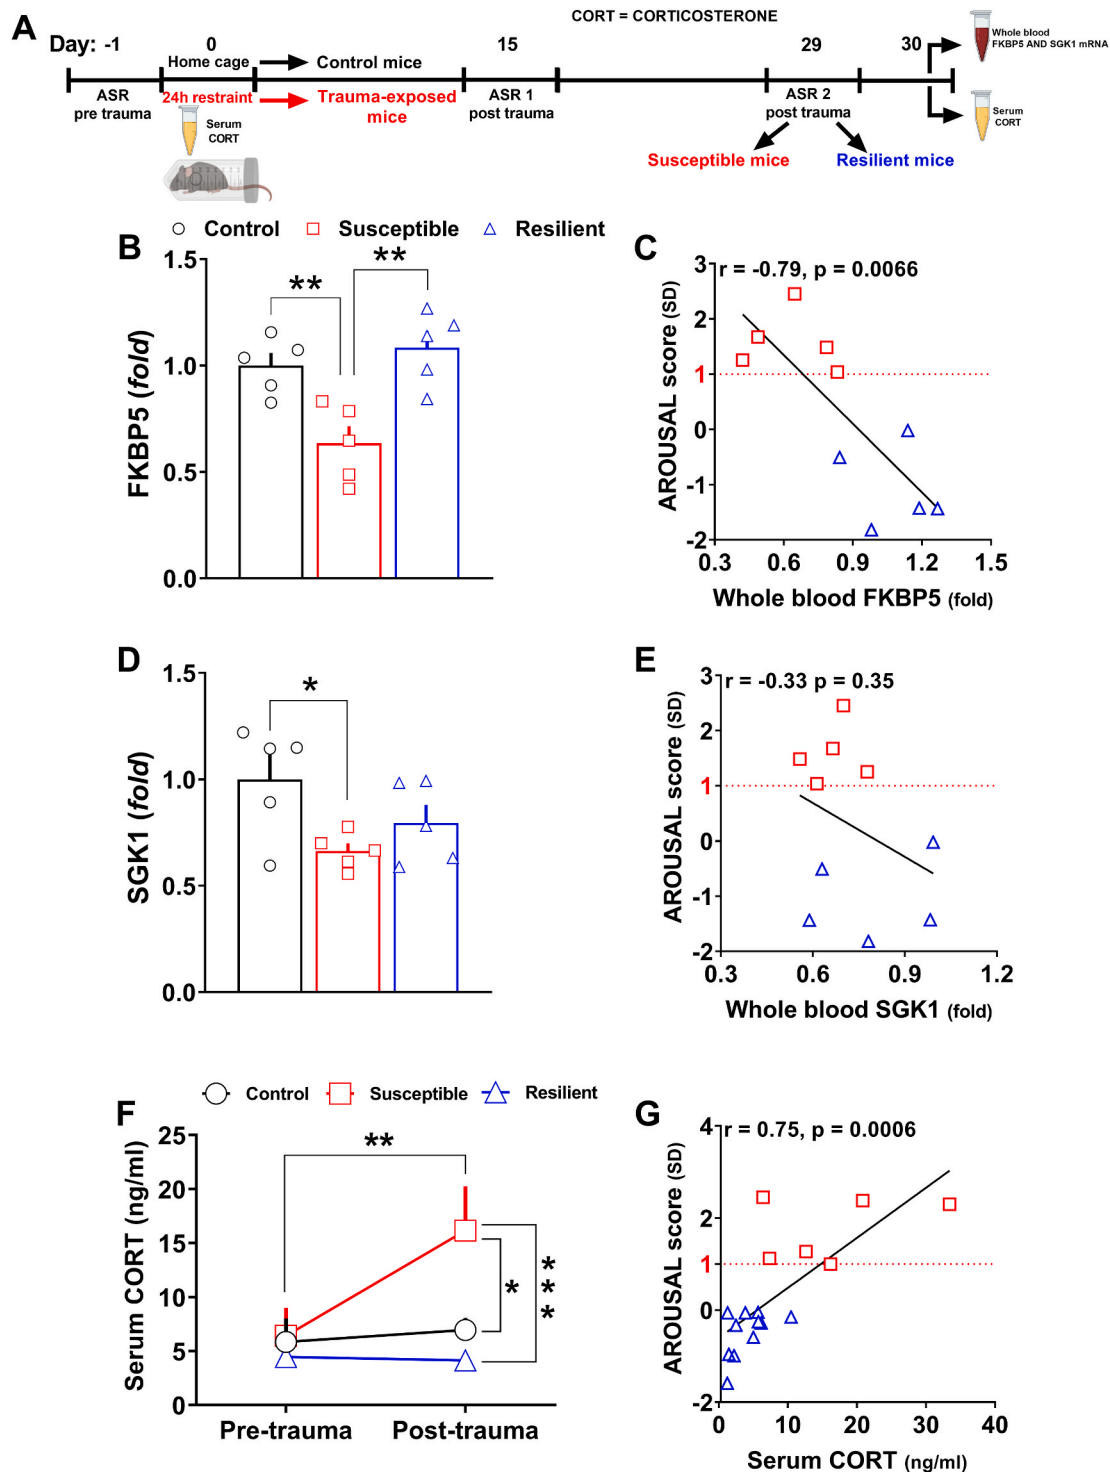 A
CORT = CORTICOSTERONE
Day: -1 0 15 29 30
Whole blood
FKBP5 AND SGK1 mRNA
Home cage Control mice
ASR
pre trauma
24h restraint
Trauma-exposed
mice
ASR 1
post trauma
ASR 2
post trauma
Serum
CORT
Serum
CORT
Susceptible mice
Resilient mice
Control Susceptible Resilient
B
1.5
1.0
0.5
0.0
FKBP5 (fold)
**
**
C
r = -0.79, p = 0.0066
3
2
1
0
-1
-2
AROUSAL score (SD)
0.3 0.6 0.9 1.2 1.5
Whole blood FKBP5 (fold)
D
1.5
1.0
0.5
0.0
SGK1 (fold)
*
E
r = -0.33 p = 0.35
3
2
1
0
-1
-2
AROUSAL score (SD)
0.3 0.6 0.9 1.2
Whole blood SGK1 (fold)
Control Susceptible Resilient
F
25
20
15
10
5
0
Serum CORT (ng/ml)
**
*
***
Pre-trauma Post-trauma
G
r = 0.75, p = 0.0006
4
2
1
0
-2
AROUSAL score (SD)
0 10 20 30 40
Serum CORT (ng/ml)